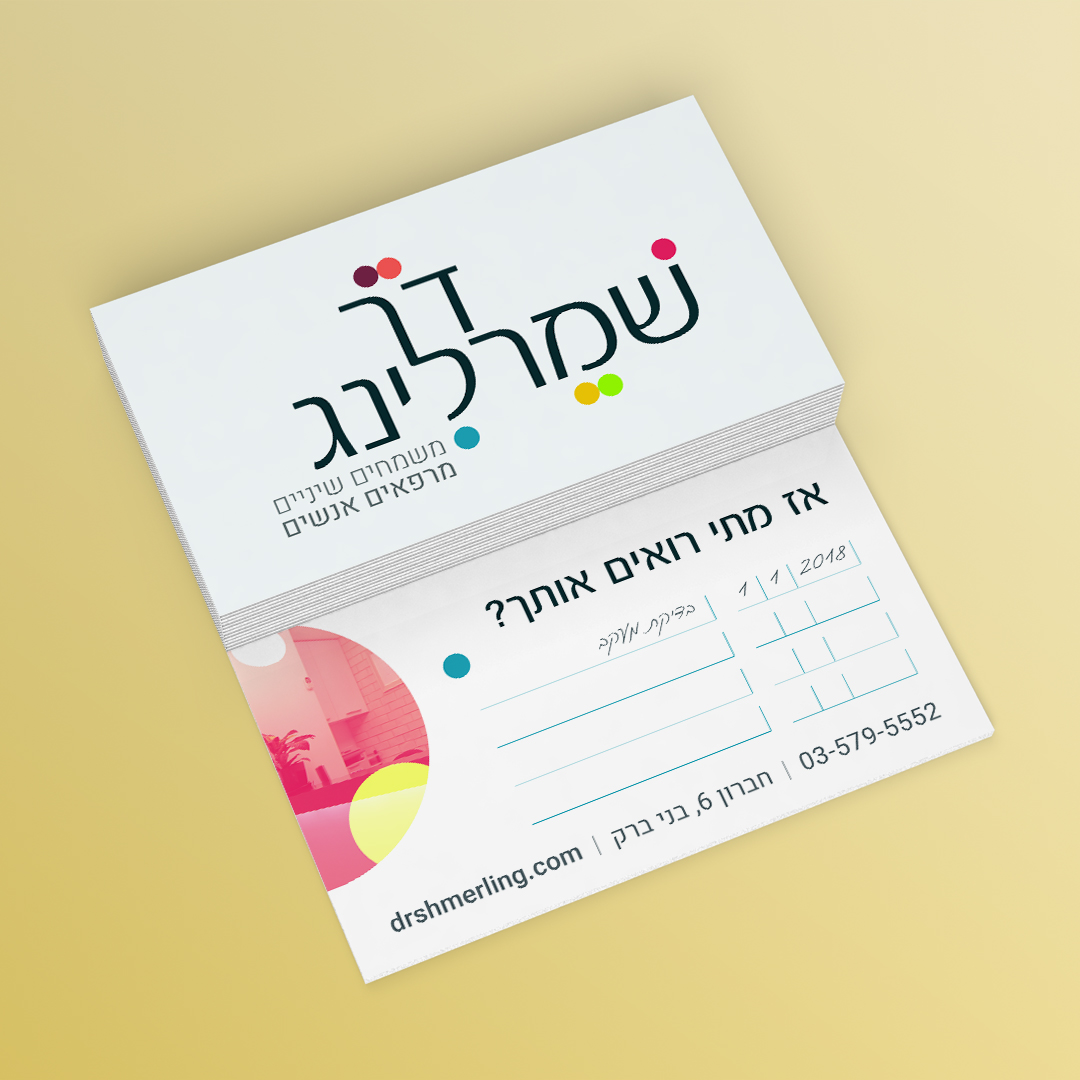 דר
שמרלינג
משמחים שיניים
מרפאים אנשים
אז מתי רואים אותך?
בדיקת מעקב 1 1 2018
03-579-5552 | חברון 6, בני ברק | drshmerling.com